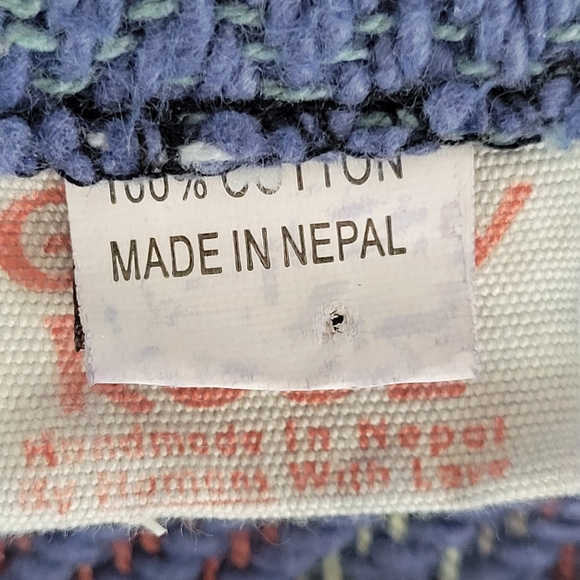 100% COTTON
MADE IN NEPAL
Handmade in Nepal
By Humans With Love